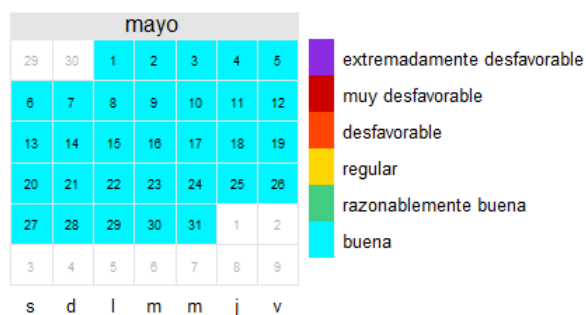 mayo
29 30 1 2 3 4 5
6 7 8 9 10 11 12
13 14 15 16 17 18 19
20 21 22 23 24 25 26
27 28 29 30 31 1 2
3 4 5 6 7 8 9
s d l m m j v
extremadamente desfavorable
muy desfavorable
desfavorable
regular
razonablemente buena
buena